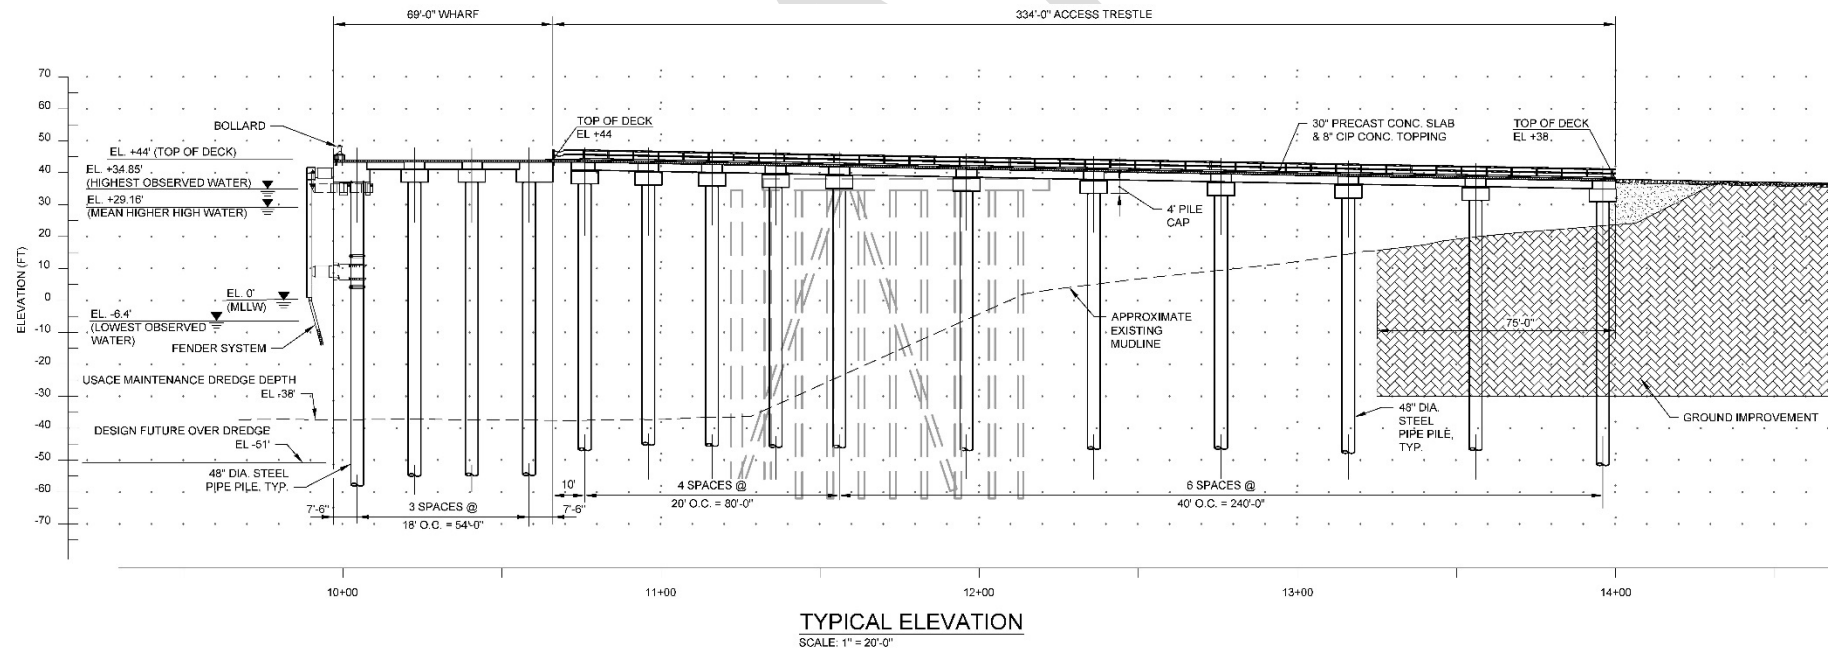 69'-0" WHARF
334'-0" ACCESS TRESTLE
70
60
50
40
30
20
10
0
-10
-20
-30
-40
-50
-60
-70
ELEVATION (FT)
BOLLARD
EL. +44' (TOP OF DECK)
EL. +34.85'
(HIGHEST OBSERVED WATER)
EL. +29.16'
(MEAN HIGHER HIGH WATER)
EL. 0'
(MLLW)
EL. -6.4'
(LOWEST OBSERVED
WATER)
FENDER SYSTEM
USACE MAINTENANCE DREDGE DEPTH
EL -38'
DESIGN FUTURE OVER DREDGE
EL -51'
48" DIA. STEEL
PIPE PILE, TYP.
TOP OF DECK
EL +44
30" PRECAST CONC. SLAB
& 8" CIP CONC. TOPPING
TOP OF DECK
EL +38
4' PILE
CAP
APPROXIMATE
EXISTING
MUDLINE
75'-0"
48" DIA.
STEEL
PIPE PILE,
TYP.
GROUND IMPROVEMENT
7'-6"
3 SPACES @
18' O.C. = 54'-0"
7'-6"
10'
4 SPACES @
20' O.C. = 80'-0"
6 SPACES @
40' O.C. = 240'-0"
10+00
11+00
12+00
13+00
14+00
TYPICAL ELEVATION
SCALE: 1" = 20'-0"